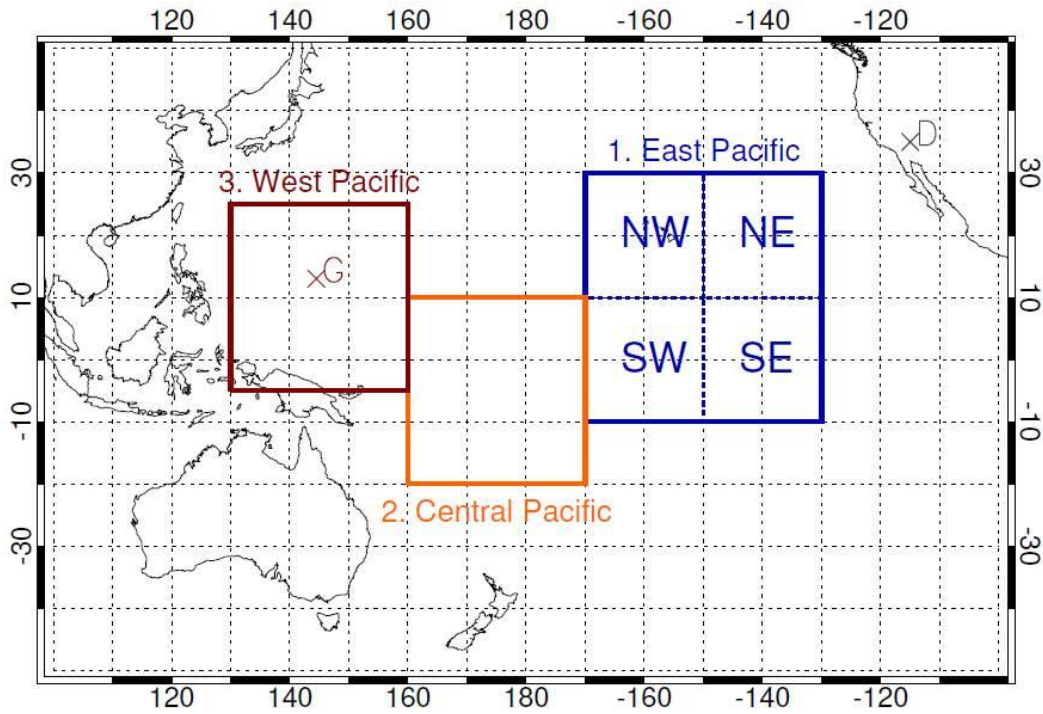 120 140 160 180 -160 -140 -120
D
1. East Pacific
30 3. West Pacific 30
NW NE
G
10 10
SW SE
-10 -10
2. Central Pacific
-30 -30
120 140 160 180 -160 -140 -120